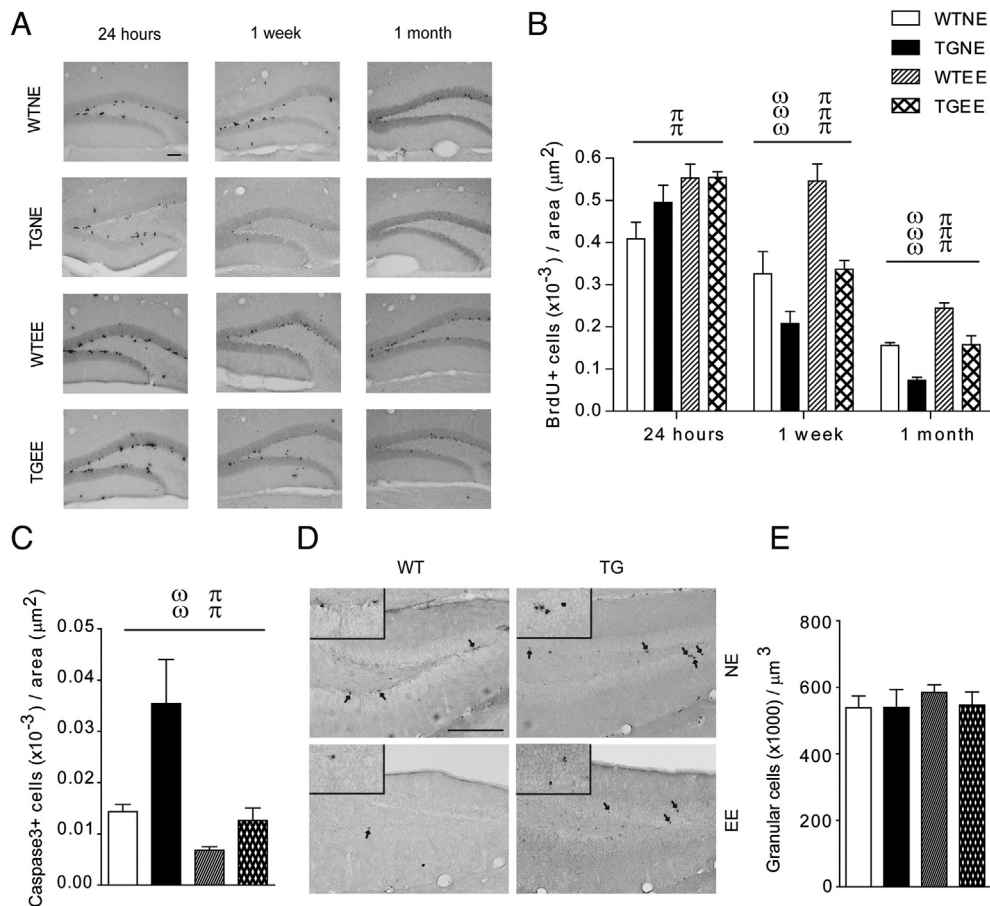 A
24 hours
1 week
1 month
WTNE
TGNE
WTEE
TGEE
B
WTNE
TGNE
WTEE
TGEE
BrdU+ cells (x10⁻³) / area (μm²)
0.6
0.5
0.4
0.3
0.2
0.1
0.0
π
π
ω π
ω π
ω π
ω π
ω π
ω π
24 hours
1 week
1 month
C
Caspase3+ cells (x10⁻³) / area (μm²)
0.05
0.04
0.03
0.02
0.01
0.00
ω π
ω π
D
WT
TG
NE
EE
E
Granular cells (x1000) / μm³
800
600
400
200
0